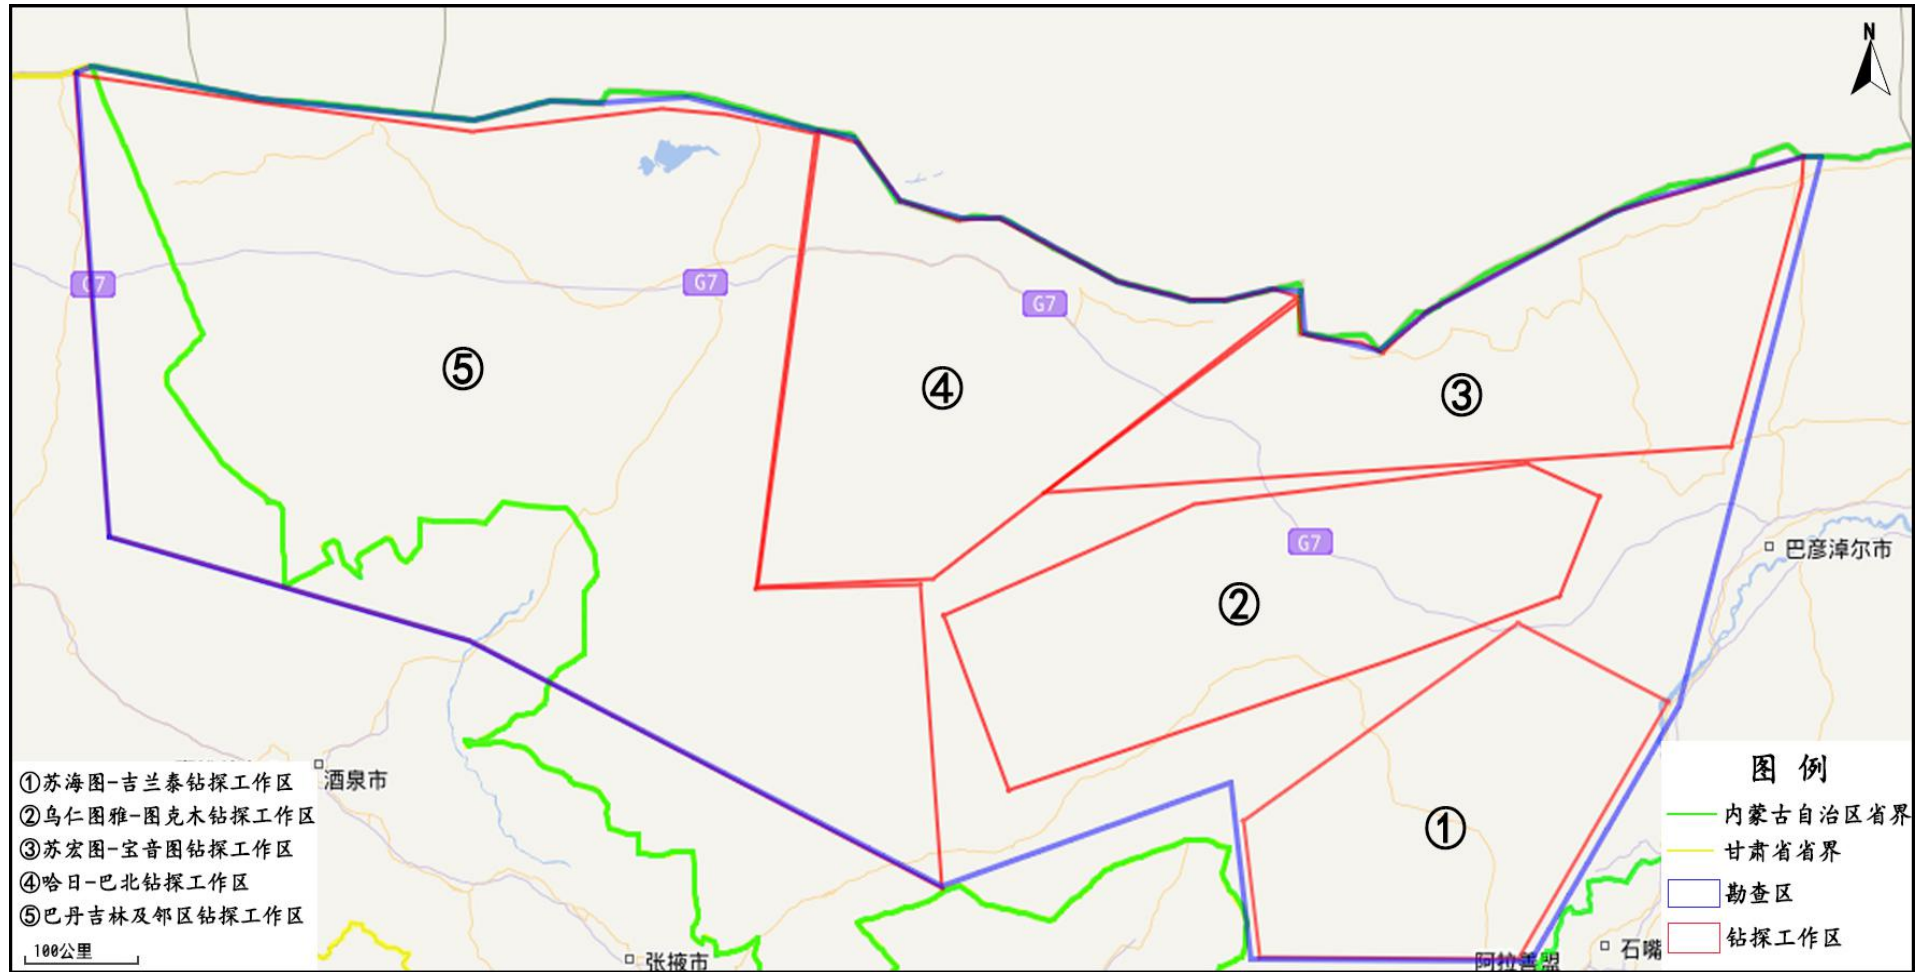 N
G7
G7
G7
G7
⑤
④
③
②
①
巴彦淖尔市
酒泉市
张掖市
阿拉善盟
石嘴
①苏海图-吉兰泰钻探工作区
②乌仁图雅-图克木钻探工作区
③苏宏图-宝音图钻探工作区
④哈日-巴北钻探工作区
⑤巴丹吉林及邻区钻探工作区
100公里
图 例
内蒙古自治区省界
甘肃省省界
勘查区
钻探工作区